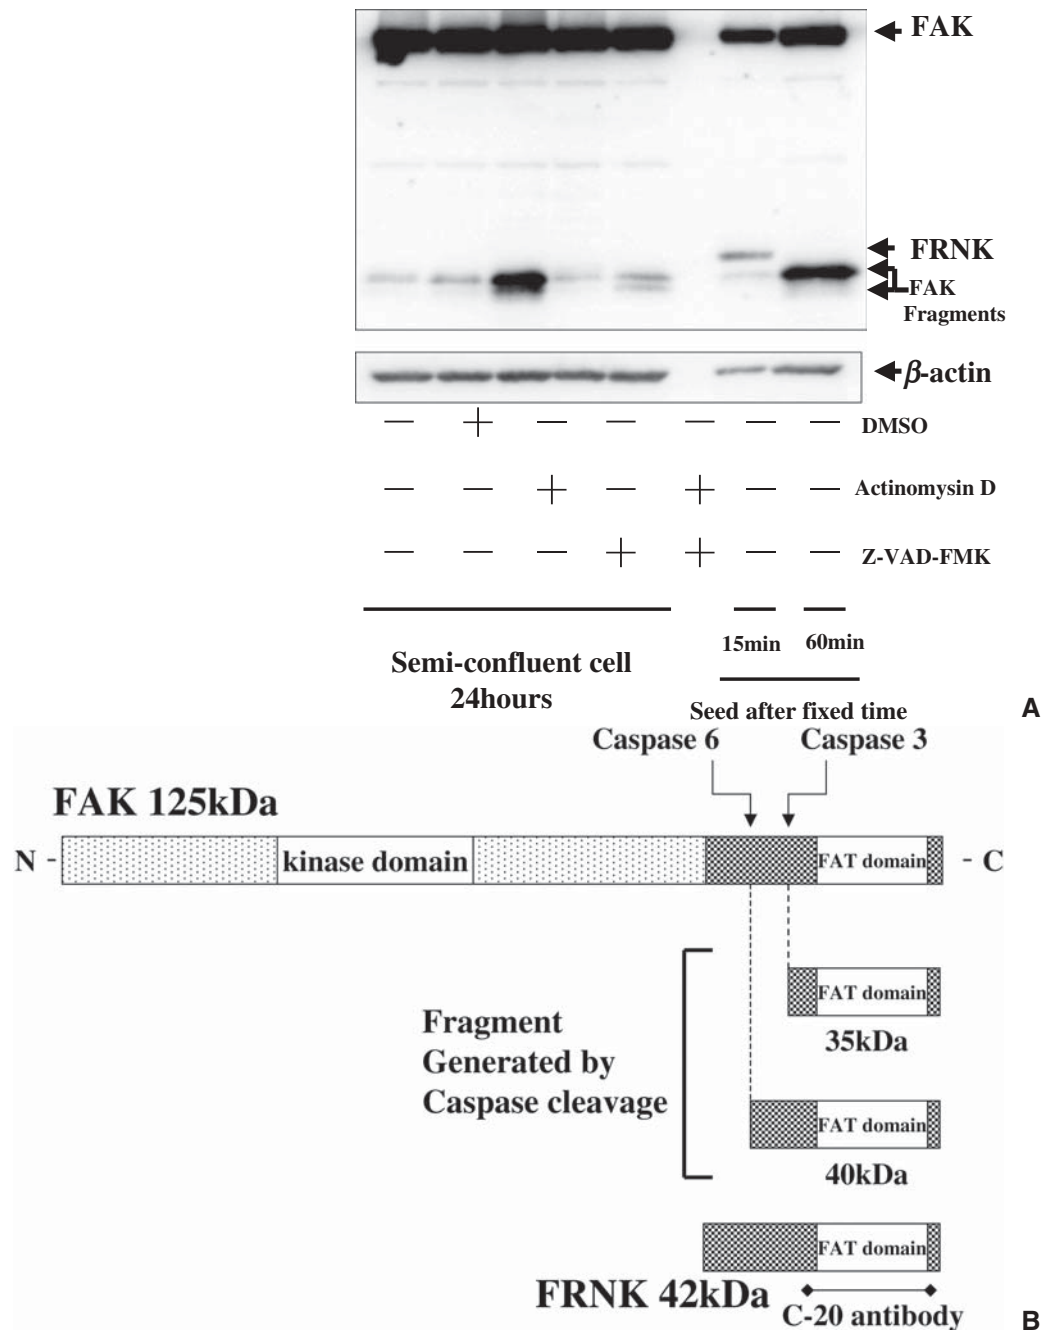 FAK
FRNK
FAK
Fragments
β-actin
— + — — — — — DMSO
— — + — + — — Actinomysin D
— — — + + — — Z-VAD-FMK
15min 60min
Semi-confluent cell
24hours
Seed after fixed time
A
Caspase 6 Caspase 3
FAK 125kDa
N - kinase domain FAT domain - C
FAT domain
35kDa
Fragment
Generated by
Caspase cleavage
FAT domain
40kDa
FAT domain
FRNK 42kDa
C-20 antibody
B